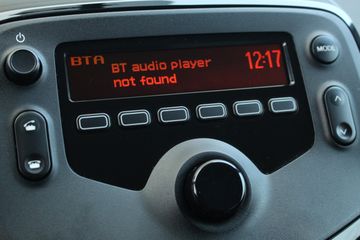 BTA
BT audio player
not found
12:17
MODE